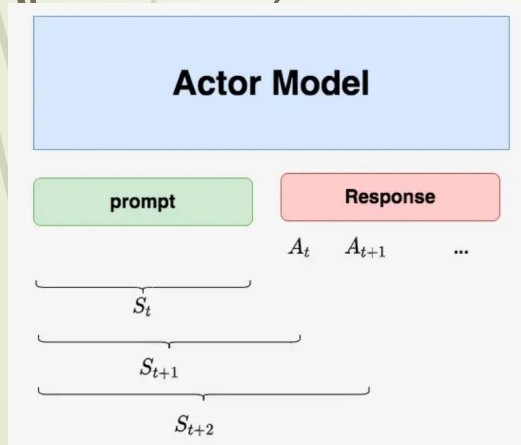 Actor Model
prompt Response
A_t A_{t+1} ...
S_t
S_{t+1}
S_{t+2}